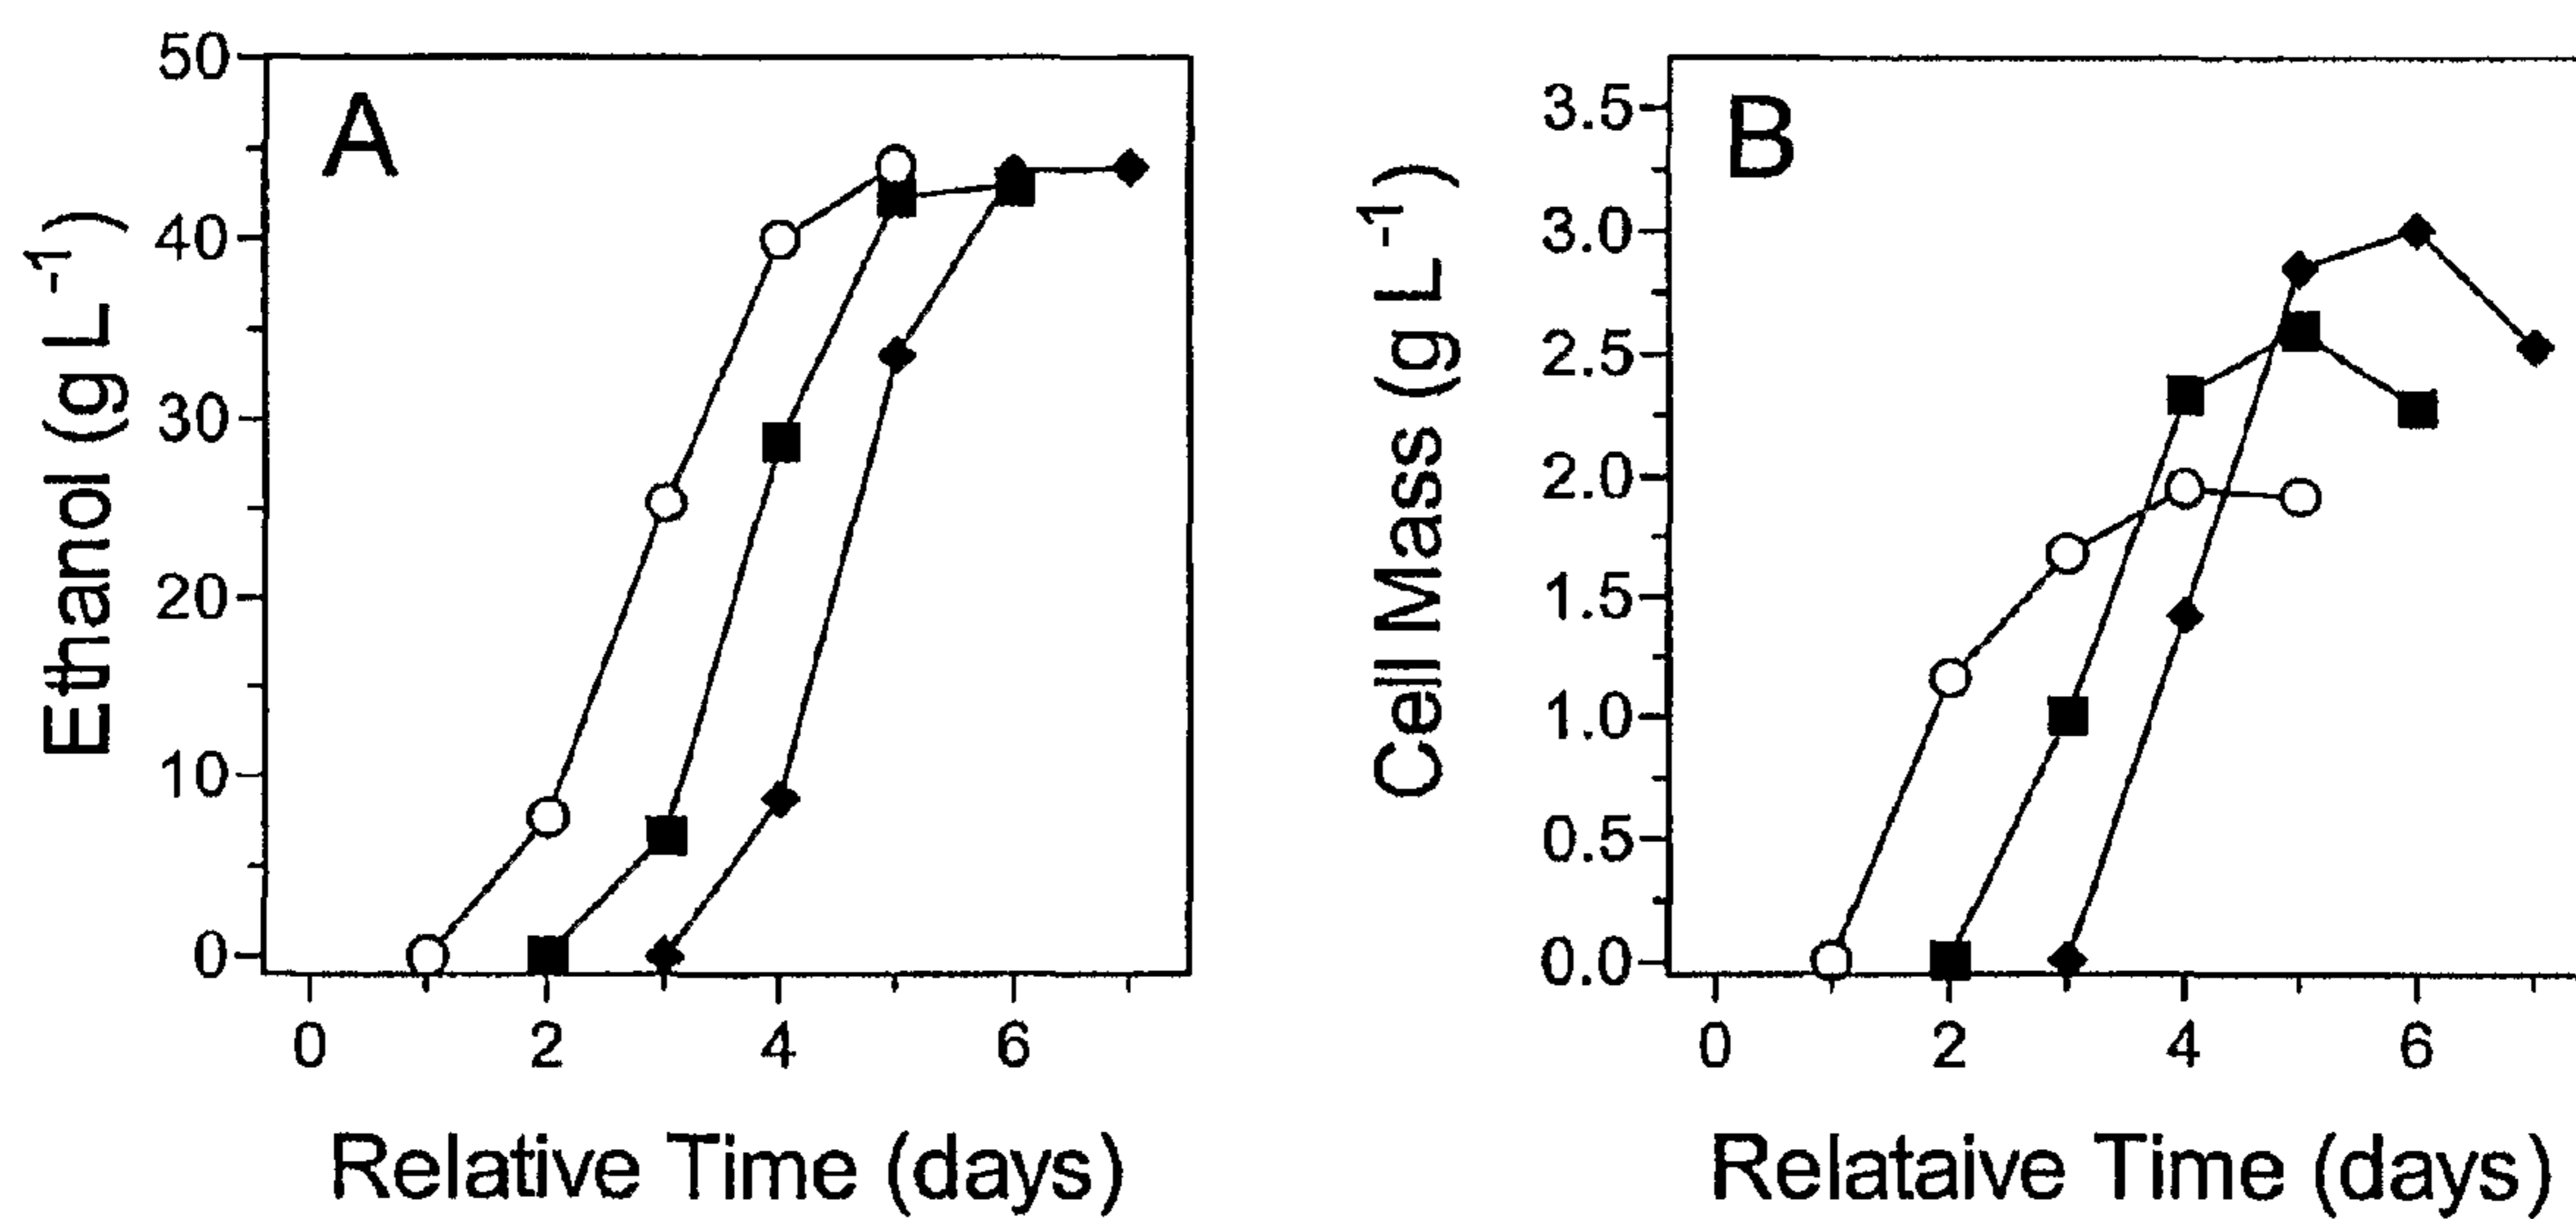 A
Ethanol (g L-1)
50
40
30
20
10
0
0 2 4 6
Relative Time (days)
B
Cell Mass (g L-1)
3.5
3.0
2.5
2.0
1.5
1.0
0.5
0.0
0 2 4 6
Relataive Time (days)